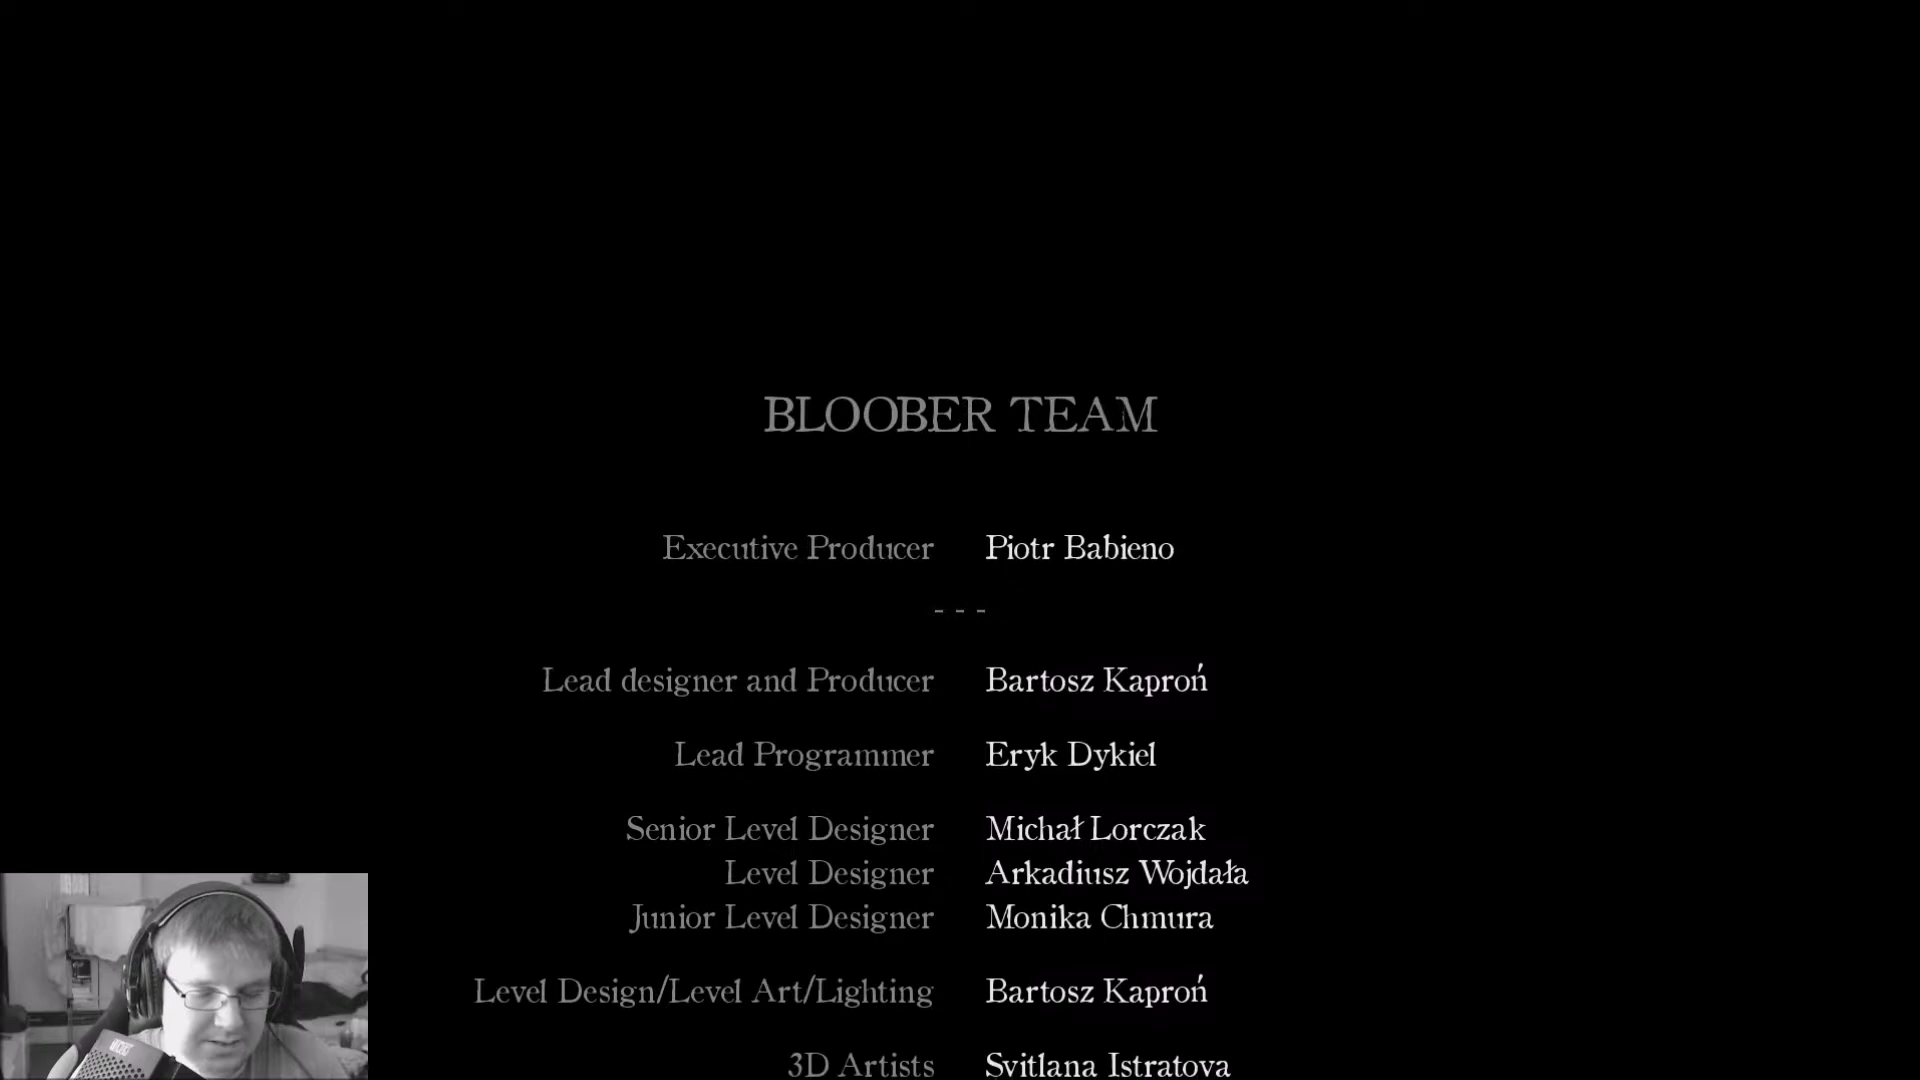 BLOOBER TEAM
Executive Producer Piotr Babieno
- - -
Lead designer and Producer Bartosz Kaproń
Lead Programmer Eryk Dykiel
Senior Level Designer Michał Lorczak
Level Designer Arkadiusz Wojdała
Junior Level Designer Monika Chmura
Level Design/Level Art/Lighting Bartosz Kaproń
3D Artists Svitlana Istratova